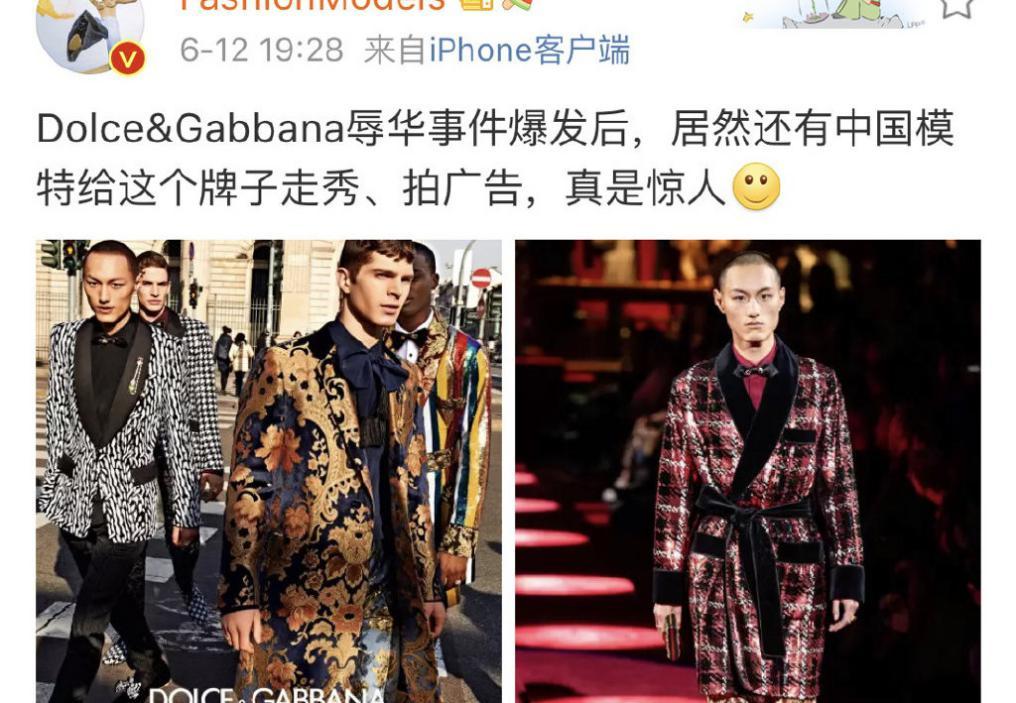 FashionModels
6-12 19:28 来自iPhone客户端
Dolce&Gabbana辱华事件爆发后，居然还有中国模
特给这个牌子走秀、拍广告，真是惊人
DOLCE & GABBANA